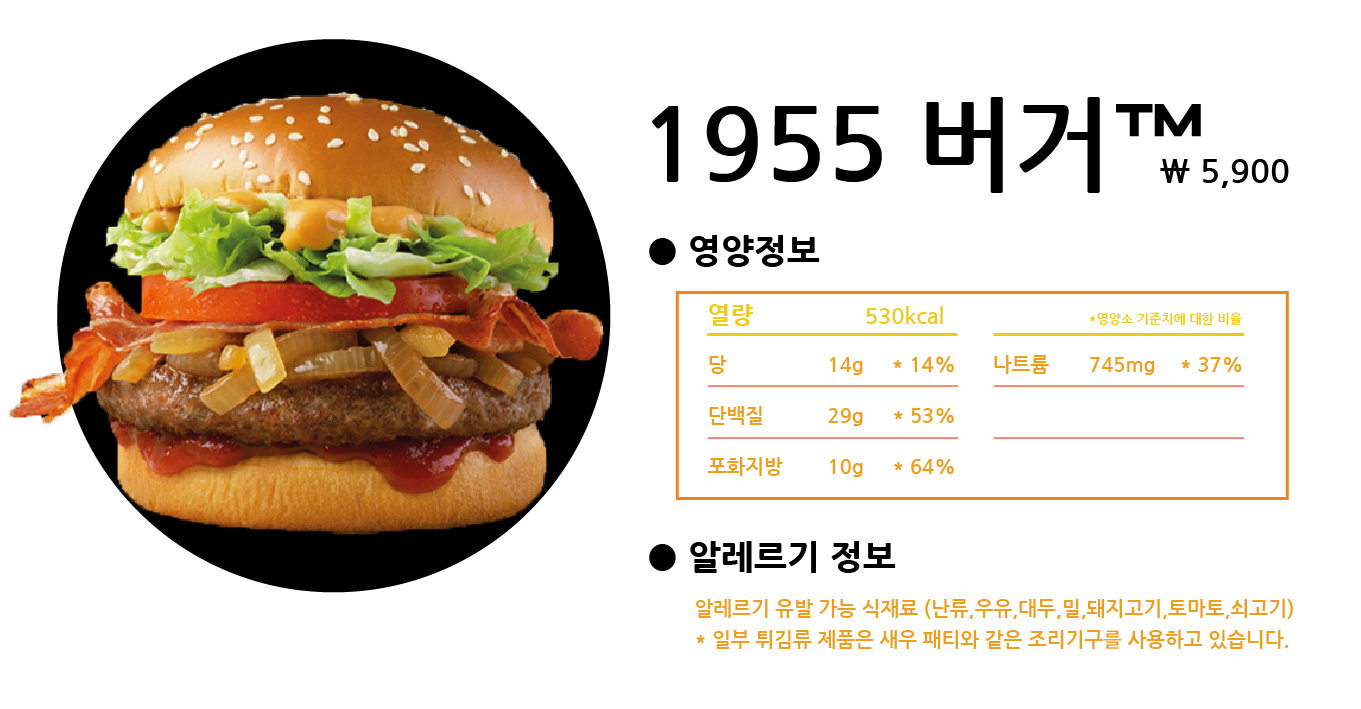 1955 버거™
₩ 5,900
● 영양정보
열량 530kcal *영양소 기준치에 대한 비율
당 14g * 14% 나트륨 745mg * 37%
단백질 29g * 53%
포화지방 10g * 64%
● 알레르기 정보
알레르기 유발 가능 식재료 (난류,우유,대두,밀,돼지고기,토마토,쇠고기)
* 일부 튀김류 제품은 새우 패티와 같은 조리기구를 사용하고 있습니다.